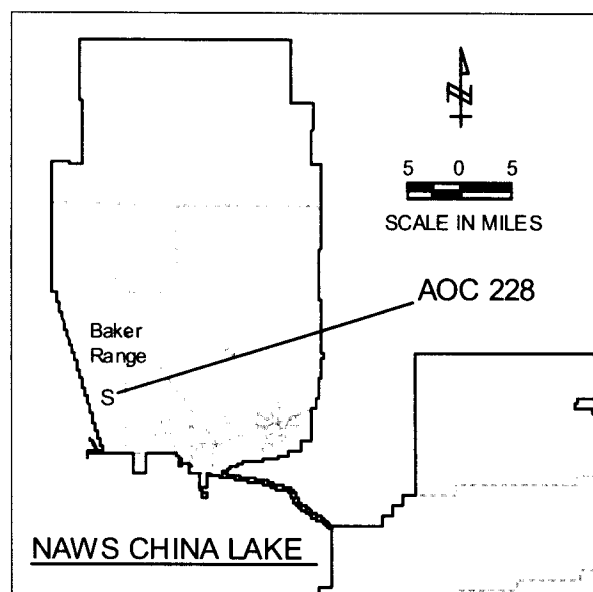 N
5 0 5
SCALE IN MILES
AOC 228
Baker
Range
S
NAWS CHINA LAKE